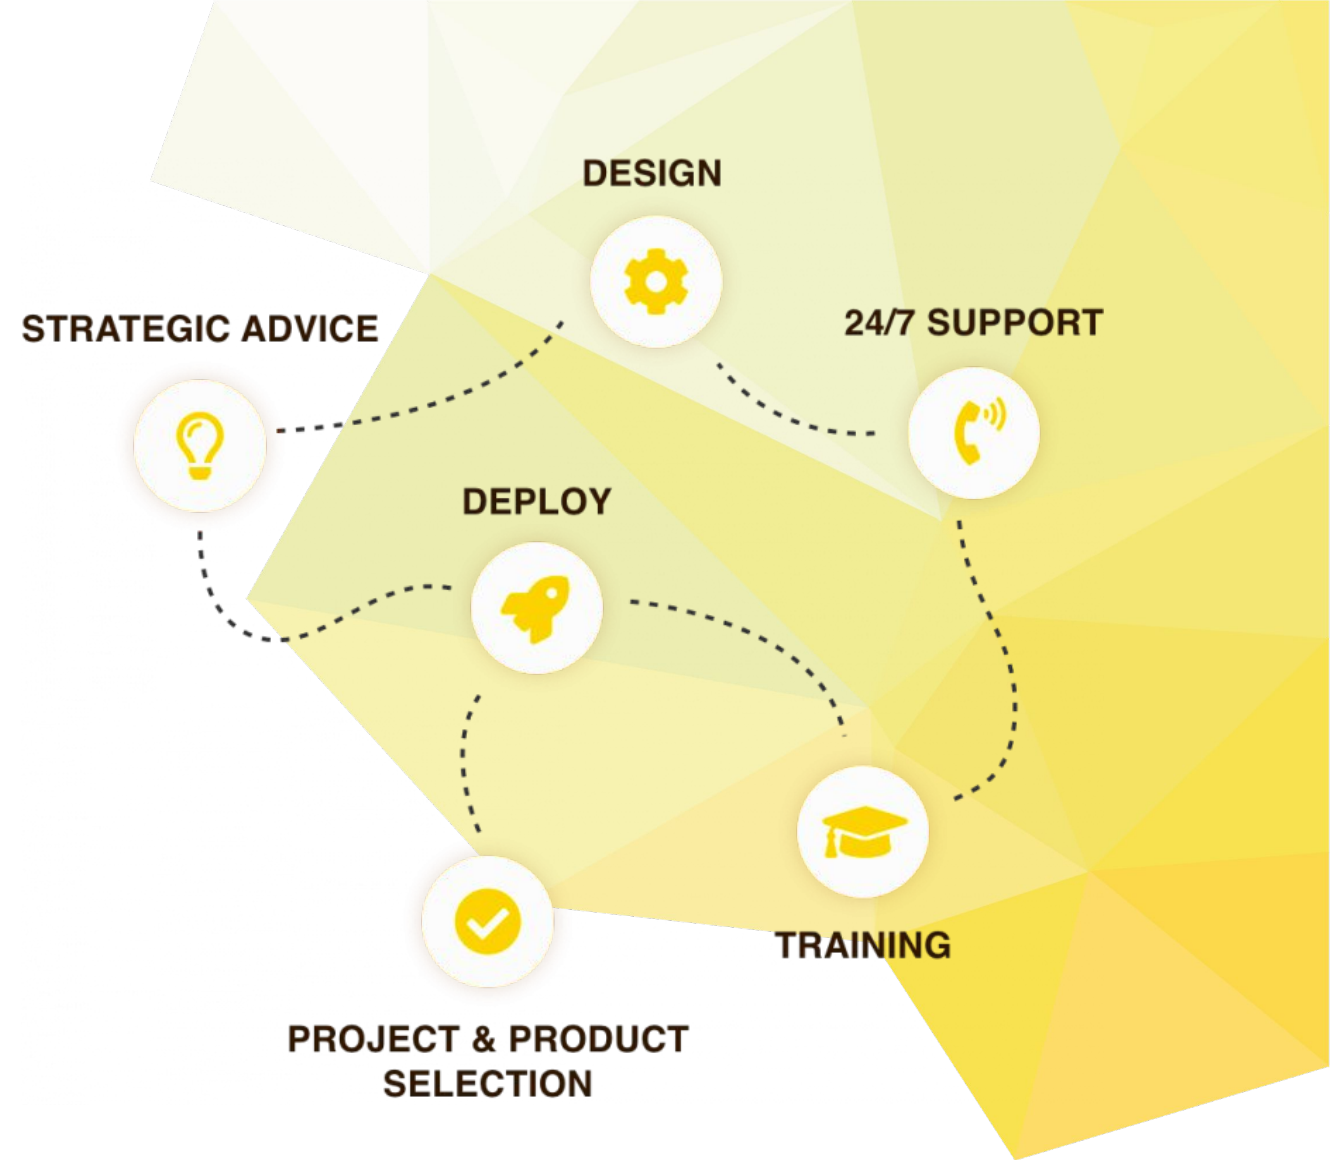 DESIGN
24/7 SUPPORT
STRATEGIC ADVICE
DEPLOY
TRAINING
PROJECT & PRODUCT
SELECTION